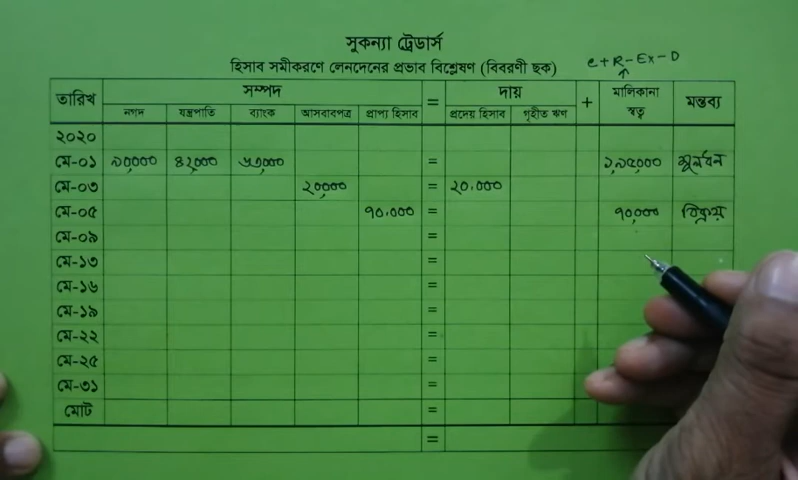 সুকন্যা ট্রেডার্স
হিসাব সমীকরণে লেনদেনের প্রভাব বিশ্লেষণ (বিবরণী ছক)
c + R - Ex - D
তারিখ সম্পদ = দায় + মালিকানা স্বত্ব মন্তব্য
নগদ যন্ত্রপাতি ব্যাংক আসবাবপত্র প্রাপ্য হিসাব প্রদেয় হিসাব গৃহীত ঋণ
২০২০
মে-০১ ৯০,০০০ ৪২,০০০ ৬৩,০০০ = ১,৯৫,০০০ মূলধন
মে-০৩ ২০,০০০ = ২০,০০০
মে-০৫ ৭০,০০০ = ৭০,০০০ বিক্রয়
মে-০৯ =
মে-১৩ =
মে-১৬ =
মে-১৯ =
মে-২২ =
মে-২৫ =
মে-৩১ =
মোট =
=